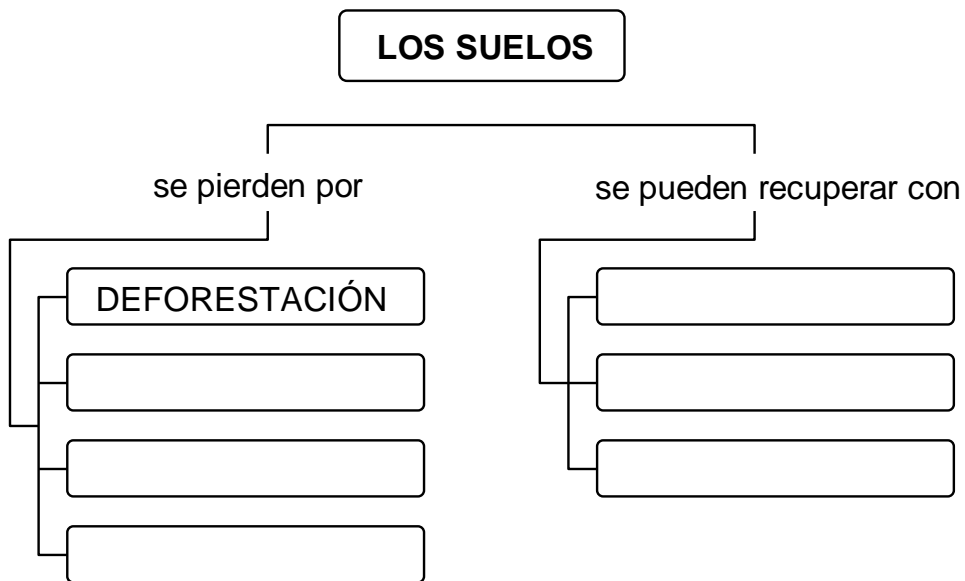 LOS SUELOS
se pierden por
se pueden recuperar con
DEFORESTACIÓN